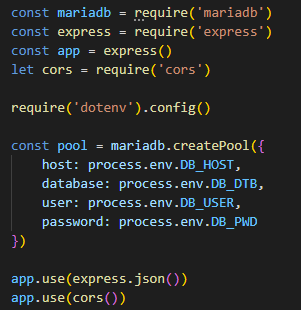 const mariadb = require('mariadb')
const express = require('express')
const app = express()
let cors = require('cors')

require('dotenv').config()

const pool = mariadb.createPool({
    host: process.env.DB_HOST,
    database: process.env.DB_DTB,
    user: process.env.DB_USER,
    password: process.env.DB_PWD
})

app.use(express.json())
app.use(cors())